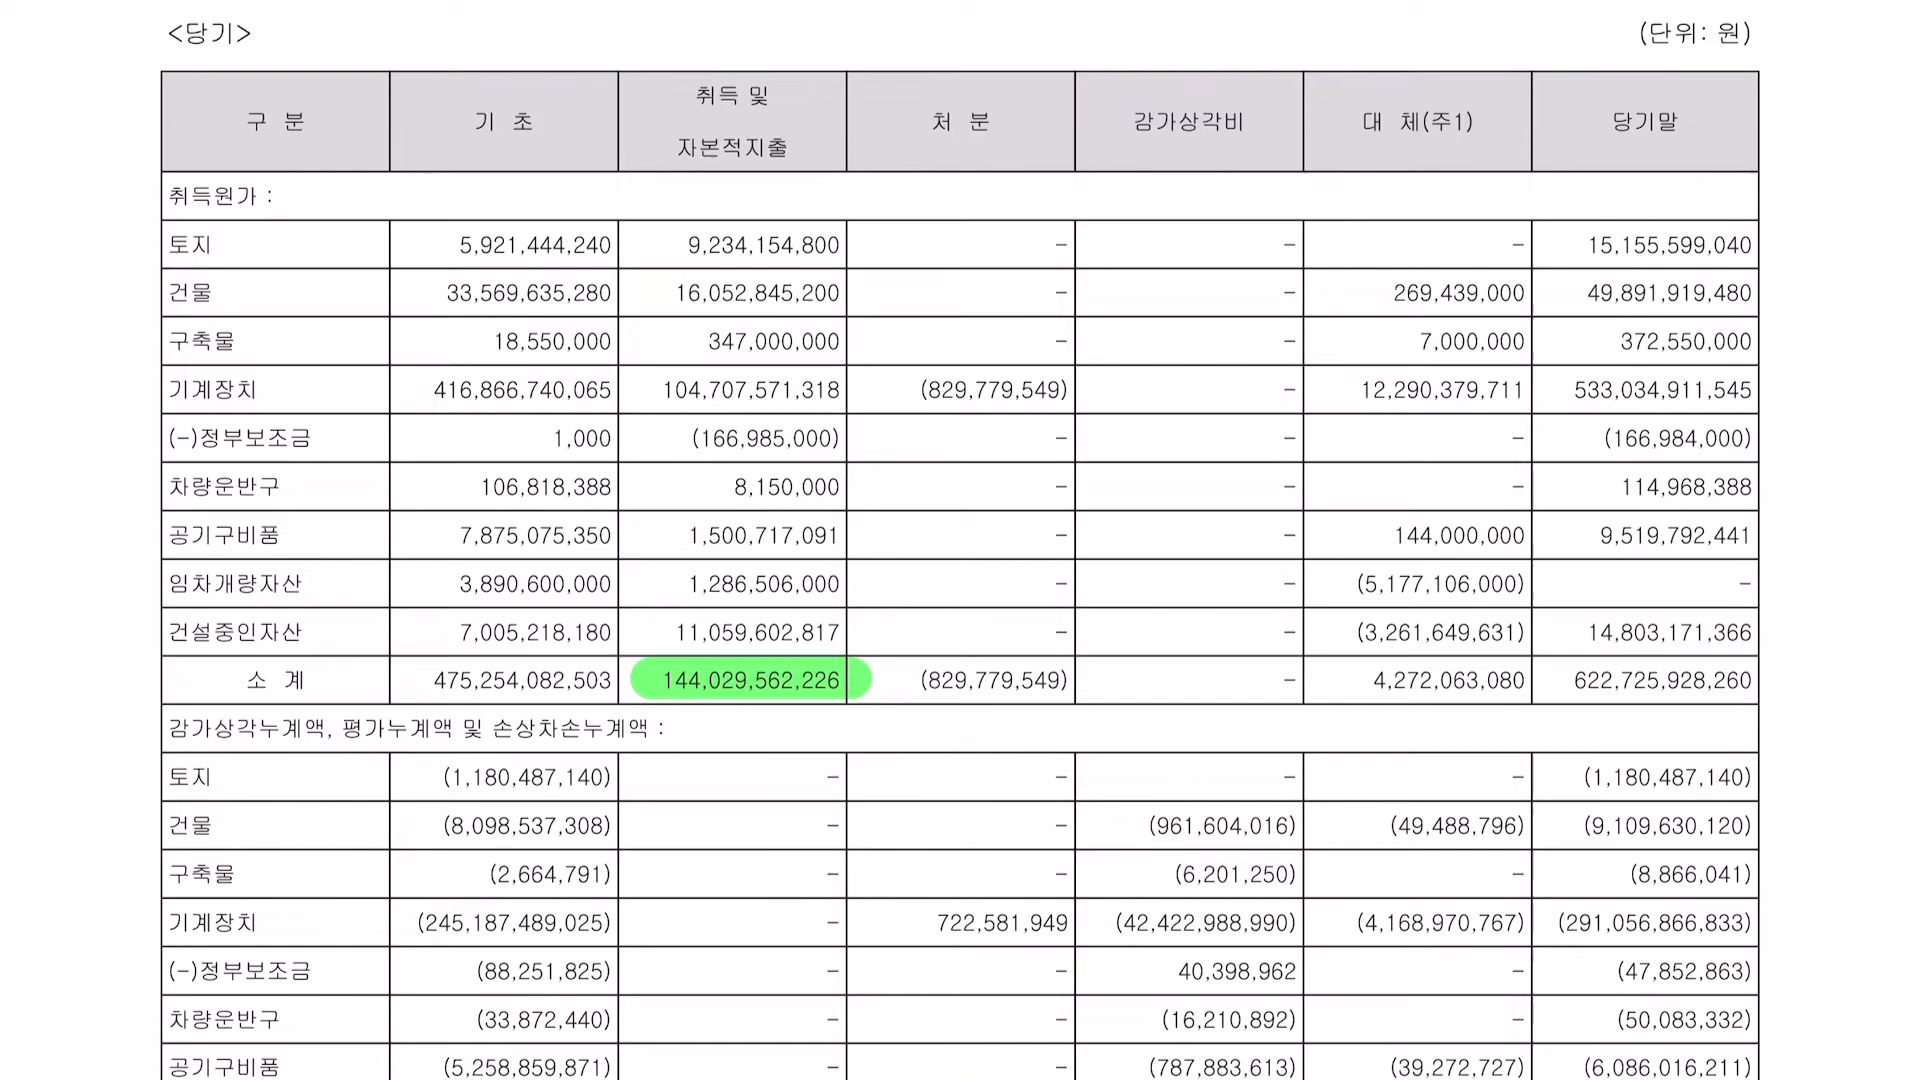 <당기> (단위: 원)
구 분 기 초 취득 및 자본적지출 처 분 감가상각비 대 체(주1) 당기말
취득원가 :
토지 5,921,444,240 9,234,154,800 – – – 15,155,599,040
건물 33,569,635,280 16,052,845,200 – – 269,439,000 49,891,919,480
구축물 18,550,000 347,000,000 – – 7,000,000 372,550,000
기계장치 416,866,740,065 104,707,571,318 (829,779,549) – 12,290,379,711 533,034,911,545
(–)정부보조금 1,000 (166,985,000) – – – (166,984,000)
차량운반구 106,818,388 8,150,000 – – – 114,968,388
공기구비품 7,875,075,350 1,500,717,091 – – 144,000,000 9,519,792,441
임차개량자산 3,890,600,000 1,286,506,000 – – (5,177,106,000) –
건설중인자산 7,005,218,180 11,059,602,817 – – (3,261,649,631) 14,803,171,366
소 계 475,254,082,503 144,029,562,226 (829,779,549) – 4,272,063,080 622,725,928,260
감가상각누계액, 평가누계액 및 손상차손누계액 :
토지 (1,180,487,140) – – – – (1,180,487,140)
건물 (8,098,537,308) – – (961,604,016) (49,488,796) (9,109,630,120)
구축물 (2,664,791) – – (6,201,250) – (8,866,041)
기계장치 (245,187,489,025) – 722,581,949 (42,422,988,990) (4,168,970,767) (291,056,866,833)
(–)정부보조금 (88,251,825) – – 40,398,962 – (47,852,863)
차량운반구 (33,872,440) – – (16,210,892) – (50,083,332)
공기구비품 (5,258,859,871) – – (787,883,613) (39,272,727) (6,086,016,211)